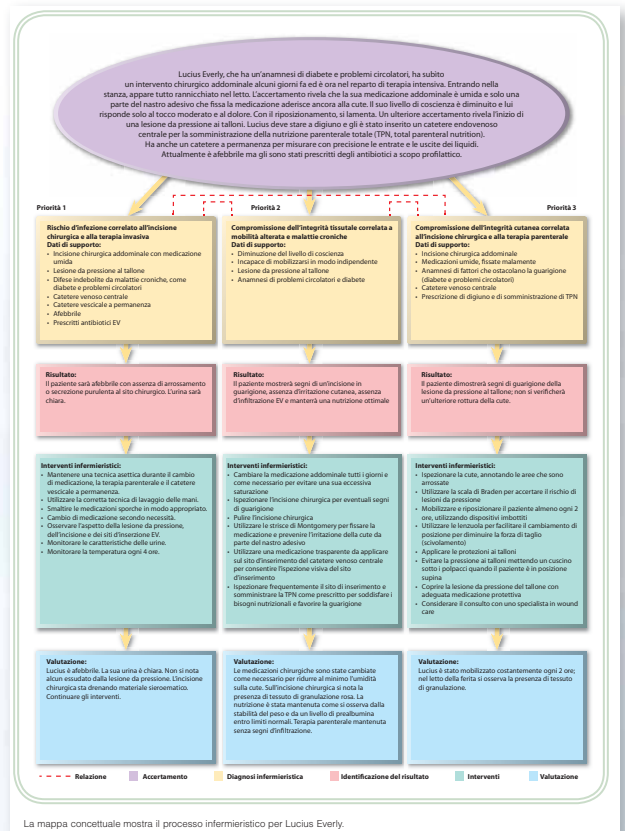 Lucius Everly, che ha un'anamnesi di diabete e problemi circolatori, ha subito
un intervento chirurgico addominale alcuni giorni fa ed è ora nel reparto di terapia intensiva. Entrando nella
stanza, appare tutto rannicchiato nel letto. L'accertamento rivela che la sua medicazione addominale è umida e solo una
parte del nastro adesivo che fissa la medicazione aderisce ancora alla cute. Il suo livello di coscienza è diminuito e lui
risponde solo al tocco moderato e al dolore. Con il riposizionamento, si lamenta. Un ulteriore accertamento rivela l'inizio di
una lesione da pressione ai talloni. Lucius deve stare a digiuno e gli è stato inserito un catetere endovenoso
centrale per la somministrazione della nutrizione parenterale totale (TPN, total parenteral nutrition).
Ha anche un catetere a permanenza per misurare con precisione le entrate e le uscite dei liquidi.
Attualmente è afebbrile ma gli sono stati prescritti degli antibiotici a scopo profilattico.
Priorità 1
Priorità 2
Priorità 3
Rischio d'infezione correlato all'incisione
chirurgica e alla terapia invasiva
Dati di supporto:
• Incisione chirurgica addominale con medicazione
umida
• Lesione da pressione al tallone
• Difese indebolite da malattie croniche, come
diabete e problemi circolatori
• Catetere venoso centrale
• Catetere vescicale a permanenza
• Afebbrile
• Prescritti antibiotici EV
Compromissione dell'integrità tissutale correlata a
mobilità alterata e malattie croniche
Dati di supporto:
• Diminuzione del livello di coscienza
• Incapace di mobilizzarsi in modo indipendente
• Lesione da pressione al tallone
• Anamnesi di problemi circolatori e diabete
Compromissione dell'integrità cutanea correlata
all'incisione chirurgica e alla terapia parenterale
Dati di supporto:
• Incisione chirurgica addominale
• Medicazioni umide, fissate malamente
• Anamnesi di fattori che ostacolano la guarigione
(diabete e problemi circolatori)
• Catetere venoso centrale
• Prescrizione di digiuno e di somministrazione di TPN
Risultato:
Il paziente sarà afebbrile con assenza di arrossamento
o secrezione purulenta al sito chirurgico. L'urina sarà
chiara.
Risultato:
Il paziente mostrerà segni di un'incisione in
guarigione, assenza d'irritazione cutanea, assenza
d'infiltrazione EV e manterrà una nutrizione ottimale
Risultato:
Il paziente dimostrerà segni di guarigione della
lesione da pressione al tallone; non si verificherà
un'ulteriore rottura della cute.
Interventi infermieristici:
• Mantenere una tecnica asettica durante il cambio
di medicazione, la terapia parenterale e il catetere
vescicale a permanenza.
• Utilizzare la corretta tecnica di lavaggio delle mani.
• Smaltire le medicazioni sporche in modo appropriato.
• Cambio di medicazione secondo necessità.
• Osservare l'aspetto della lesione da pressione,
dell'incisione e dei siti d'inserzione EV.
• Monitorare le caratteristiche delle urine.
• Monitorare la temperatura ogni 4 ore.
Interventi infermieristici:
• Cambiare la medicazione addominale tutti i giorni e
come necessario per evitare una sua eccessiva
saturazione
• Ispezionare l'incisione chirurgica per eventuali segni
di guarigione
• Pulire l'incisione chirurgica
• Utilizzare le strisce di Montgomery per fissare la
medicazione e prevenire l'irritazione della cute da
parte del nastro adesivo
• Utilizzare una medicazione trasparente da applicare
sul sito d'inserimento del catetere venoso centrale
per consentire l'ispezione visiva del sito
d'inserimento
• Ispezionare frequentemente il sito di inserimento e
somministrare la TPN come prescritto per soddisfare i
bisogni nutrizionali e favorire la guarigione
Interventi infermieristici:
• Ispezionare la cute, annotando le aree che sono
arrossate
• Utilizzare la scala di Braden per accertare il rischio di
lesioni da pressione
• Mobilizzare e riposizionare il paziente almeno ogni 2
ore, utilizzando dispositivi imbottiti
• Utilizzare le lenzuola per facilitare il cambiamento di
posizione per diminuire la forza di taglio
(scivolamento)
• Applicare le protezioni ai talloni
• Evitare la pressione ai talloni mettendo un cuscino
sotto i polpacci quando il paziente è in posizione
supina
• Coprire la lesione da pressione del tallone con
adeguata medicazione protettiva
• Considerare il consulto con uno specialista in wound
care
Valutazione:
Lucius è afebbrile. La sua urina è chiara. Non si nota
alcun essudato dalla lesione da pressione. L'incisione
chirurgica sta drenando materiale sieroematico.
Continuare gli interventi.
Valutazione:
Le medicazioni chirurgiche sono state cambiate
come necessario per ridurre al minimo l'umidità
sulla cute. Sull'incisione chirurgica si nota la
presenza di tessuto di granulazione rosa. La
nutrizione è stata mantenuta come si osserva dalla
stabilità del peso e da un livello di prealbumina
entro limiti normali. Terapia parenterale mantenuta
senza segni d'infiltrazione.
Valutazione:
Lucius è stato mobilizzato costantemente ogni 2 ore;
nel letto della ferita si osserva la presenza di tessuto
di granulazione.
Relazione
Accertamento
Diagnosi infermieristica
Identificazione del risultato
Interventi
Valutazione
La mappa concettuale mostra il processo infermieristico per Lucius Everly.